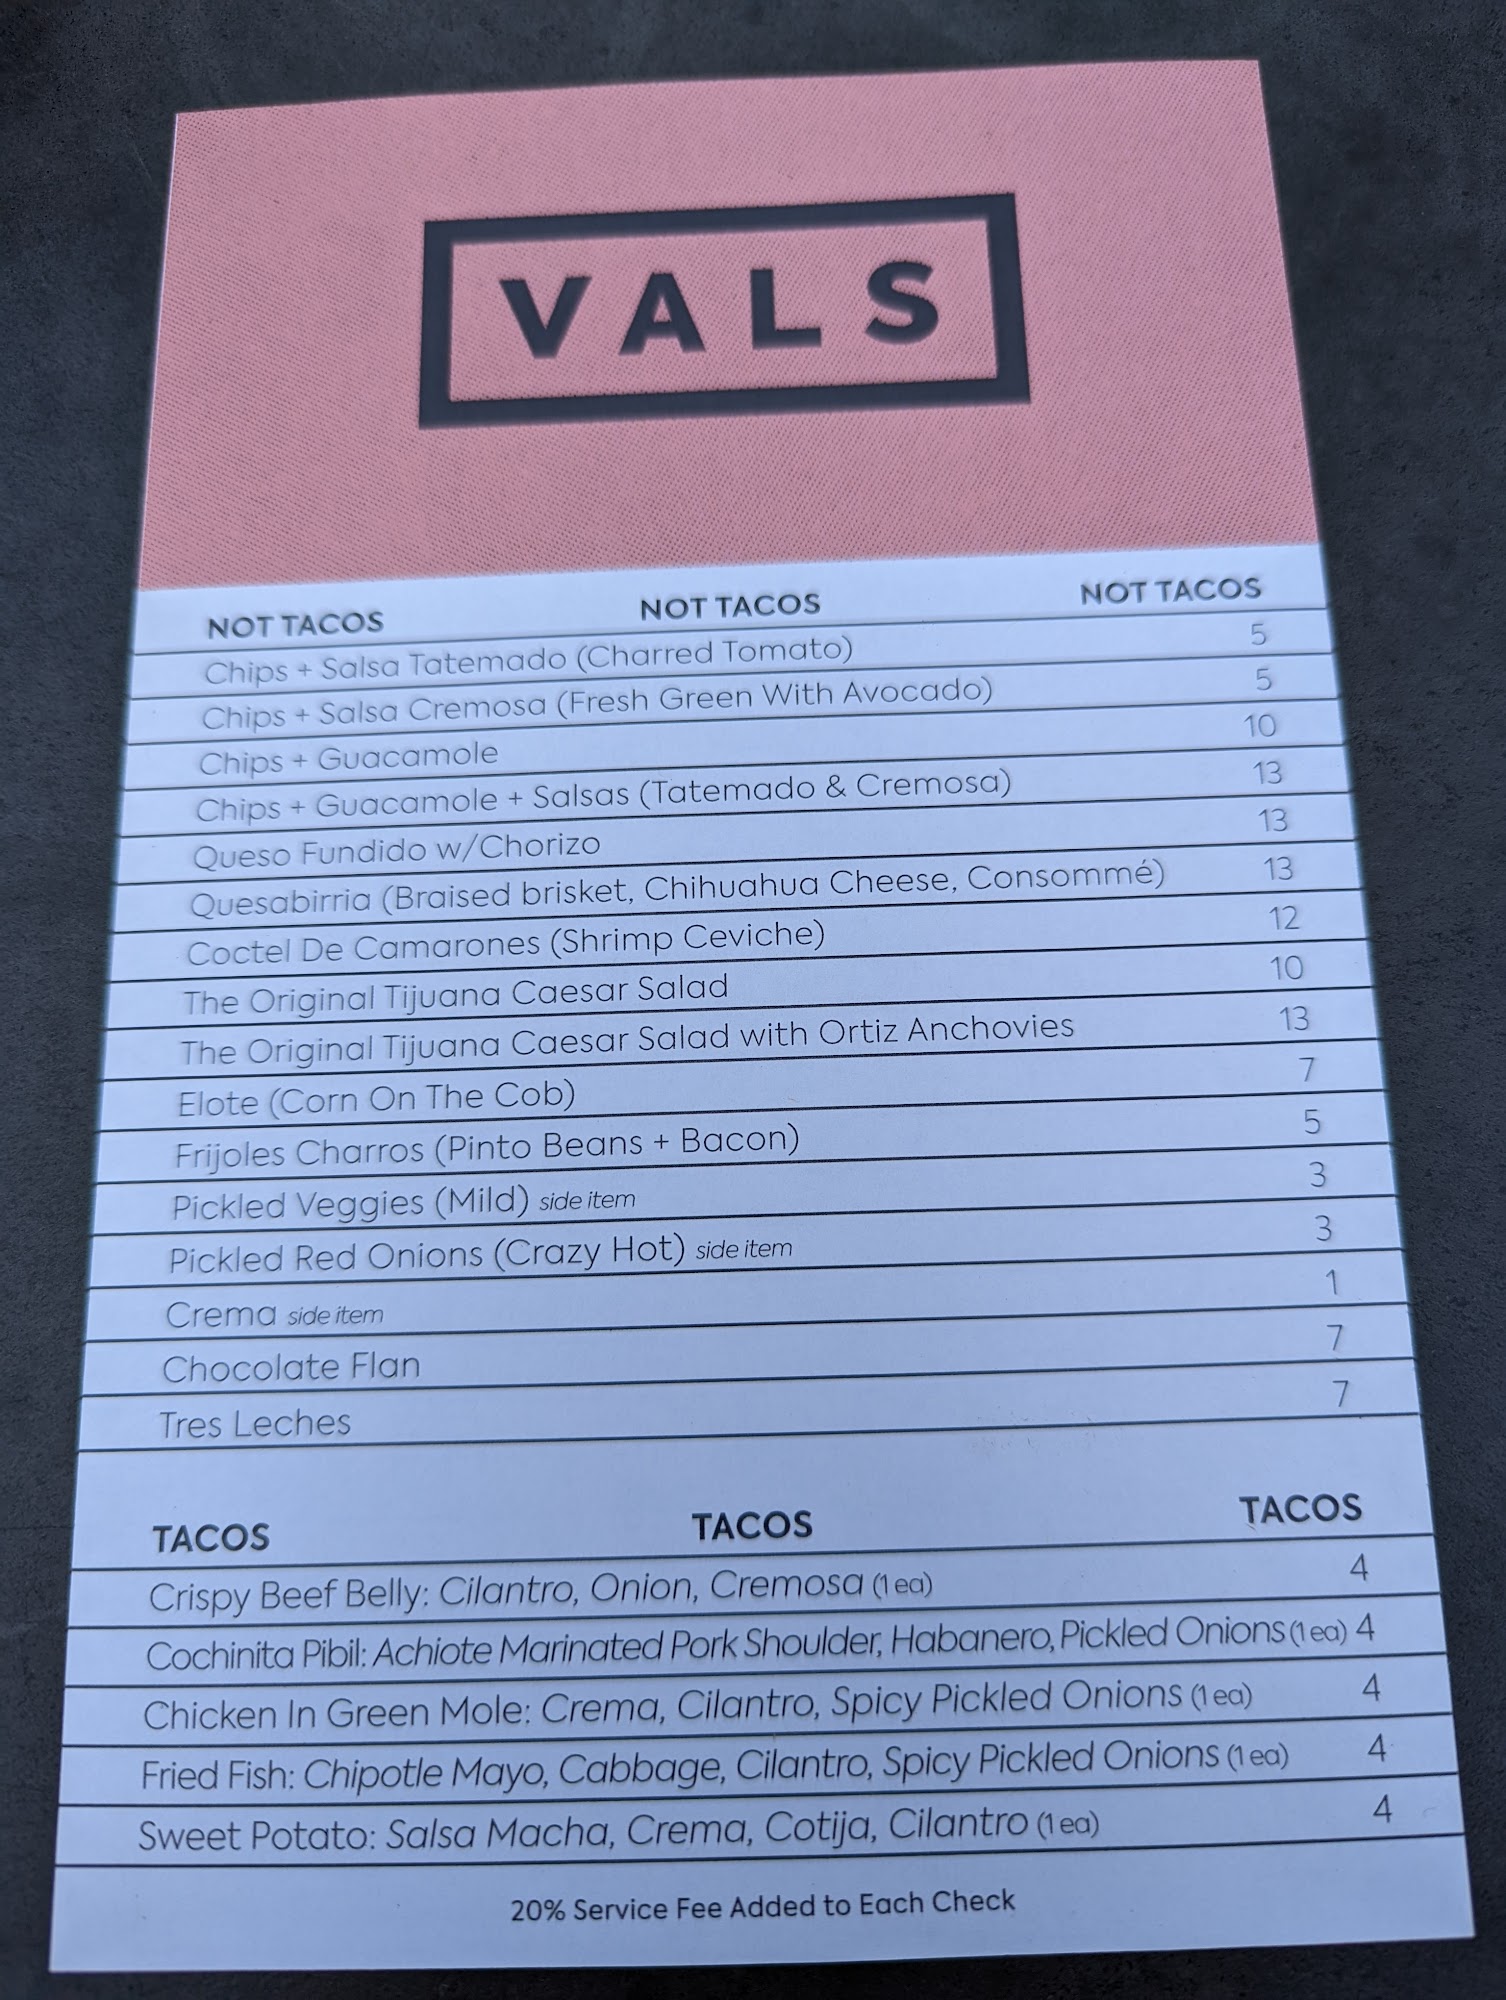 VALS
NOT TACOS NOT TACOS NOT TACOS
Chips + Salsa Tatemado (Charred Tomato) 5
Chips + Salsa Cremosa (Fresh Green With Avocado) 5
Chips + Guacamole 10
Chips + Guacamole + Salsas (Tatemado & Cremosa) 13
Queso Fundido w/Chorizo 13
Quesabirria (Braised brisket, Chihuahua Cheese, Consommé) 13
Coctel De Camarones (Shrimp Ceviche) 12
The Original Tijuana Caesar Salad 10
The Original Tijuana Caesar Salad with Ortiz Anchovies 13
Elote (Corn On The Cob) 7
Frijoles Charros (Pinto Beans + Bacon) 5
Pickled Veggies (Mild) side item 3
Pickled Red Onions (Crazy Hot) side item 3
Crema side item 1
Chocolate Flan 7
Tres Leches 7
TACOS TACOS TACOS
Crispy Beef Belly: Cilantro, Onion, Cremosa (1 ea) 4
Cochinita Pibil: Achiote Marinated Pork Shoulder, Habanero, Pickled Onions (1 ea) 4
Chicken In Green Mole: Crema, Cilantro, Spicy Pickled Onions (1 ea) 4
Fried Fish: Chipotle Mayo, Cabbage, Cilantro, Spicy Pickled Onions (1 ea) 4
Sweet Potato: Salsa Macha, Crema, Cotija, Cilantro (1 ea) 4
20% Service Fee Added to Each Check